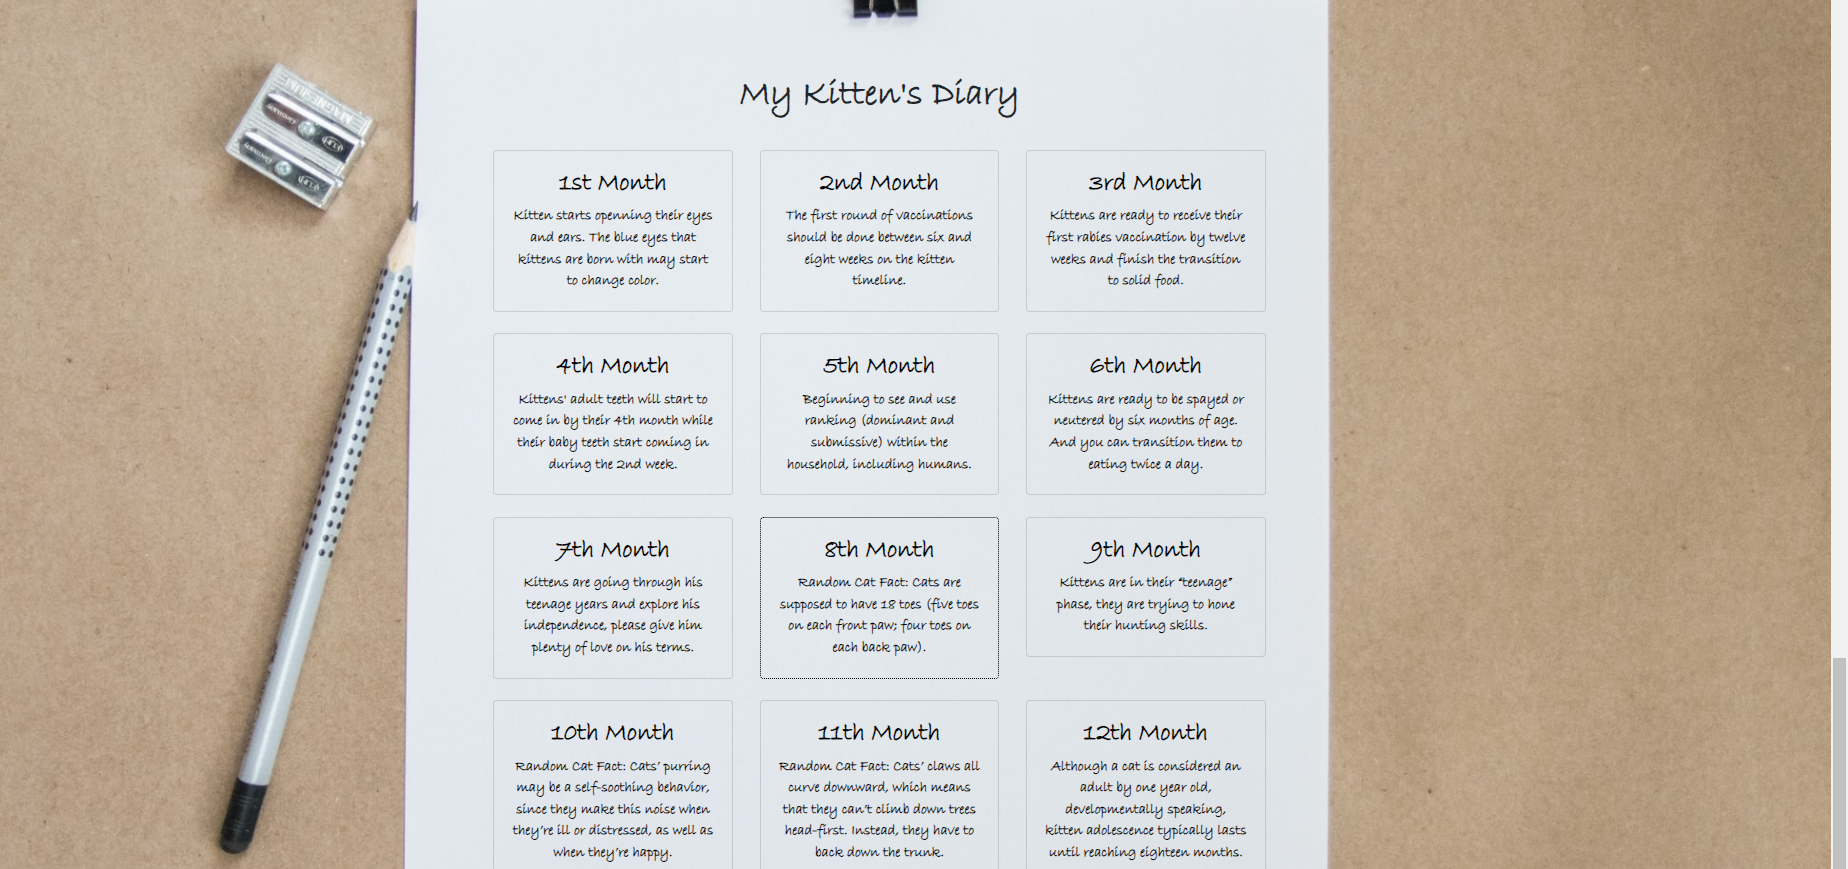 My Kitten's Diary
1st Month
Kitten starts openning their eyes
and ears. The blue eyes that
kittens are born with may start
to change color.
2nd Month
The first round of vaccinations
should be done between six and
eight weeks on the kitten
timeline.
3rd Month
Kittens are ready to receive their
first rabies vaccination by twelve
weeks and finish the transition
to solid food.
4th Month
Kittens' adult teeth will start to
come in by their 4th month while
their baby teeth start coming in
during the 2nd week.
5th Month
Beginning to see and use
ranking (dominant and
submissive) within the
household, including humans.
6th Month
Kittens are ready to be spayed or
neutered by six months of age.
And you can transition them to
eating twice a day.
7th Month
Kittens are going through his
teenage years and explore his
independence, please give him
plenty of love on his terms.
8th Month
Random Cat Fact: Cats are
supposed to have 18 toes (five toes
on each front paw; four toes on
each back paw).
9th Month
Kittens are in their “teenage”
phase, they are trying to hone
their hunting skills.
10th Month
Random Cat Fact: Cats’ purring
may be a self-soothing behavior,
since they make this noise when
they’re ill or distressed, as well as
when they’re happy.
11th Month
Random Cat Fact: Cats’ claws all
curve downward, which means
that they can’t climb down trees
head-first. Instead, they have to
back down the trunk.
12th Month
Although a cat is considered an
adult by one year old,
developmentally speaking,
kitten adolescence typically lasts
until reaching eighteen months.
MAGNESIUM